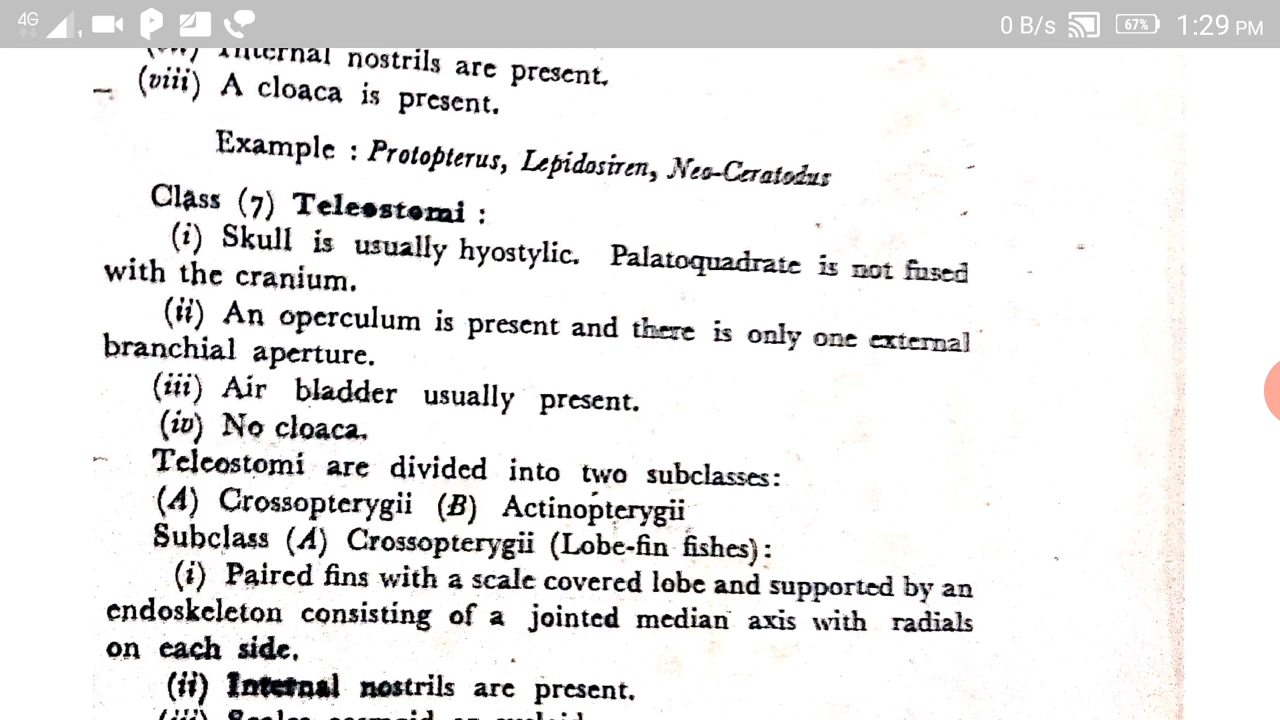 4G 0 B/s 67% 1:29 PM
Internal nostrils are present.
(viii) A cloaca is present.
Example : Protopterus, Lepidosiren, Neo-Ceratodus
Class (7) Teleostomi :
(i) Skull is usually hyostylic. Palatoquadrate is not fused
with the cranium.
(ii) An operculum is present and there is only one external
branchial aperture.
(iii) Air bladder usually present.
(iv) No cloaca.
Teleostomi are divided into two subclasses:
(A) Crossopterygii (B) Actinopterygii
Subclass (A) Crossopterygii (Lobe-fin fishes):
(i) Paired fins with a scale covered lobe and supported by an
endoskeleton consisting of a jointed median axis with radials
on each side.
(ii) Internal nostrils are present.